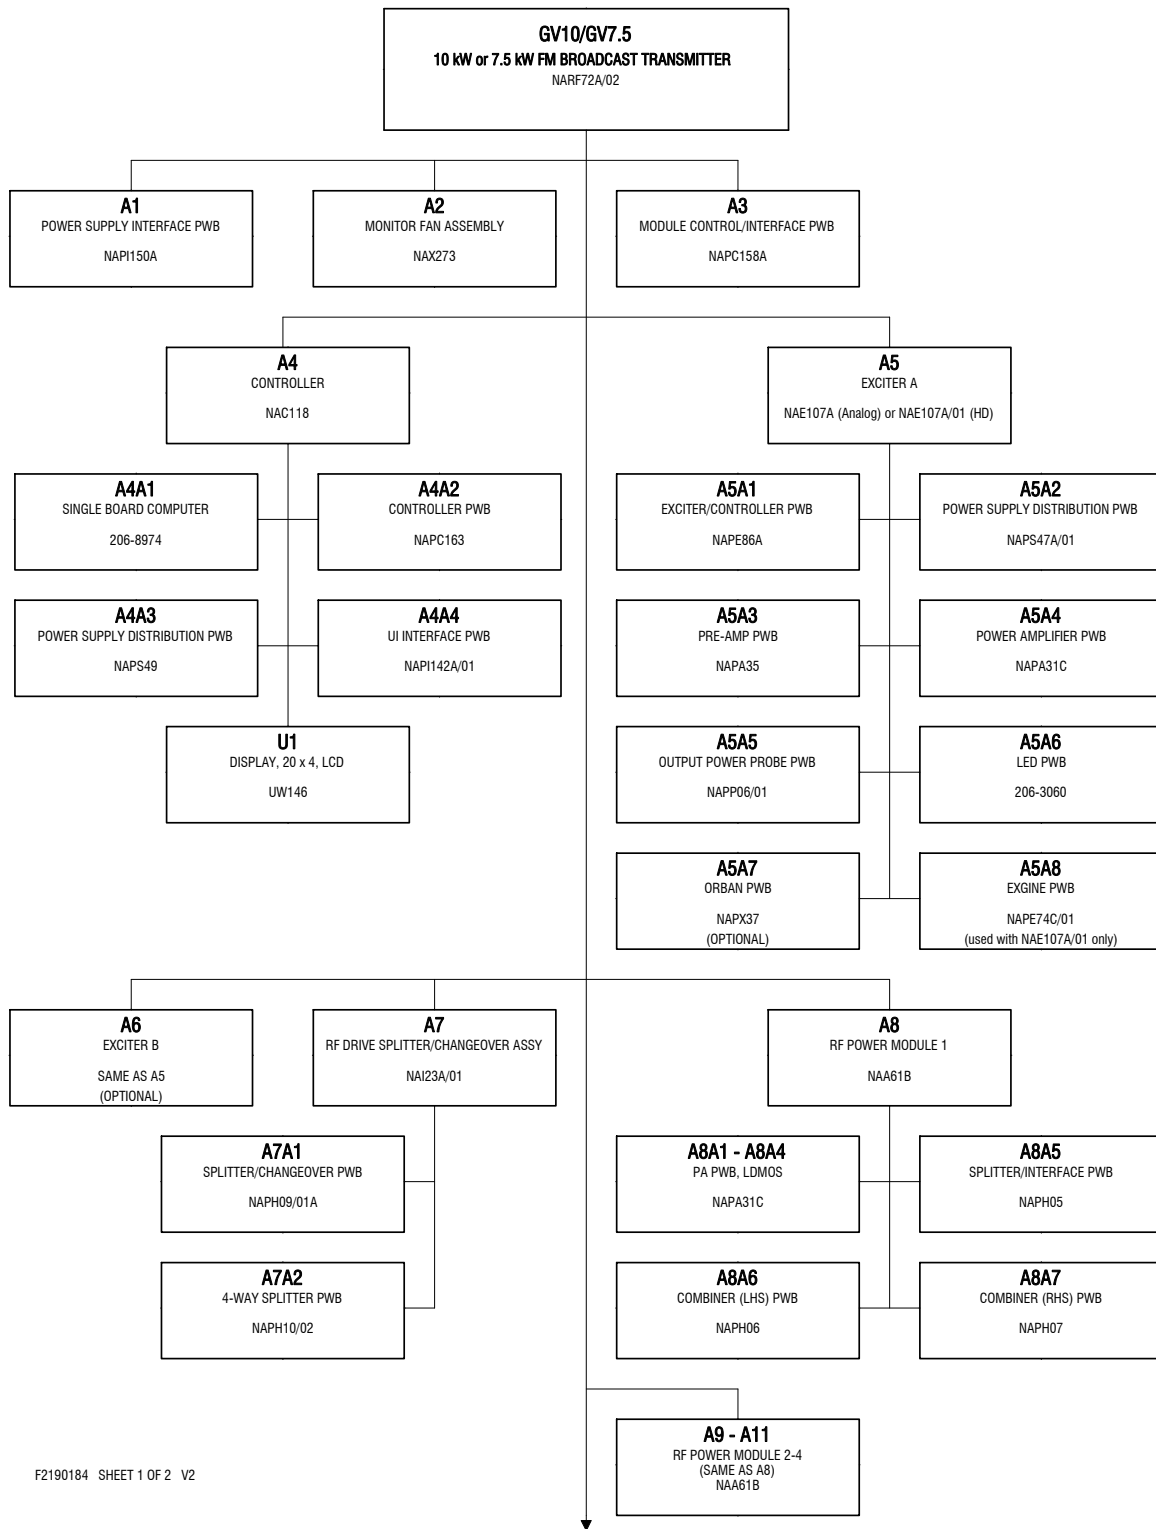 GV10/GV7.5
10 kW or 7.5 kW FM BROADCAST TRANSMITTER
NARF72A/02
A1
POWER SUPPLY INTERFACE PWB
NAPI150A
A2
MONITOR FAN ASSEMBLY
NAX273
A3
MODULE CONTROL/INTERFACE PWB
NAPC158A
A4
CONTROLLER
NAC118
A5
EXCITER A
NAE107A (Analog) or NAE107A/01 (HD)
A4A1
SINGLE BOARD COMPUTER
206-8974
A4A2
CONTROLLER PWB
NAPC163
A5A1
EXCITER/CONTROLLER PWB
NAPE86A
A5A2
POWER SUPPLY DISTRIBUTION PWB
NAPS47A/01
A4A3
POWER SUPPLY DISTRIBUTION PWB
NAPS49
A4A4
UI INTERFACE PWB
NAPI142A/01
A5A3
PRE-AMP PWB
NAPA35
A5A4
POWER AMPLIFIER PWB
NAPA31C
U1
DISPLAY, 20 x 4, LCD
UW146
A5A5
OUTPUT POWER PROBE PWB
NAPP06/01
A5A6
LED PWB
206-3060
A5A7
ORBAN PWB
NAPX37
(OPTIONAL)
A5A8
EXGINE PWB
NAPE74C/01
(used with NAE107A/01 only)
A6
EXCITER B
SAME AS A5
(OPTIONAL)
A7
RF DRIVE SPLITTER/CHANGEOVER ASSY
NAI23A/01
A8
RF POWER MODULE 1
NAA61B
A7A1
SPLITTER/CHANGEOVER PWB
NAPH09/01A
A8A1 - A8A4
PA PWB, LDMOS
NAPA31C
A8A5
SPLITTER/INTERFACE PWB
NAPH05
A7A2
4-WAY SPLITTER PWB
NAPH10/02
A8A6
COMBINER (LHS) PWB
NAPH06
A8A7
COMBINER (RHS) PWB
NAPH07
A9 - A11
RF POWER MODULE 2-4
(SAME AS A8)
NAA61B
F2190184 SHEET 1 OF 2 V2